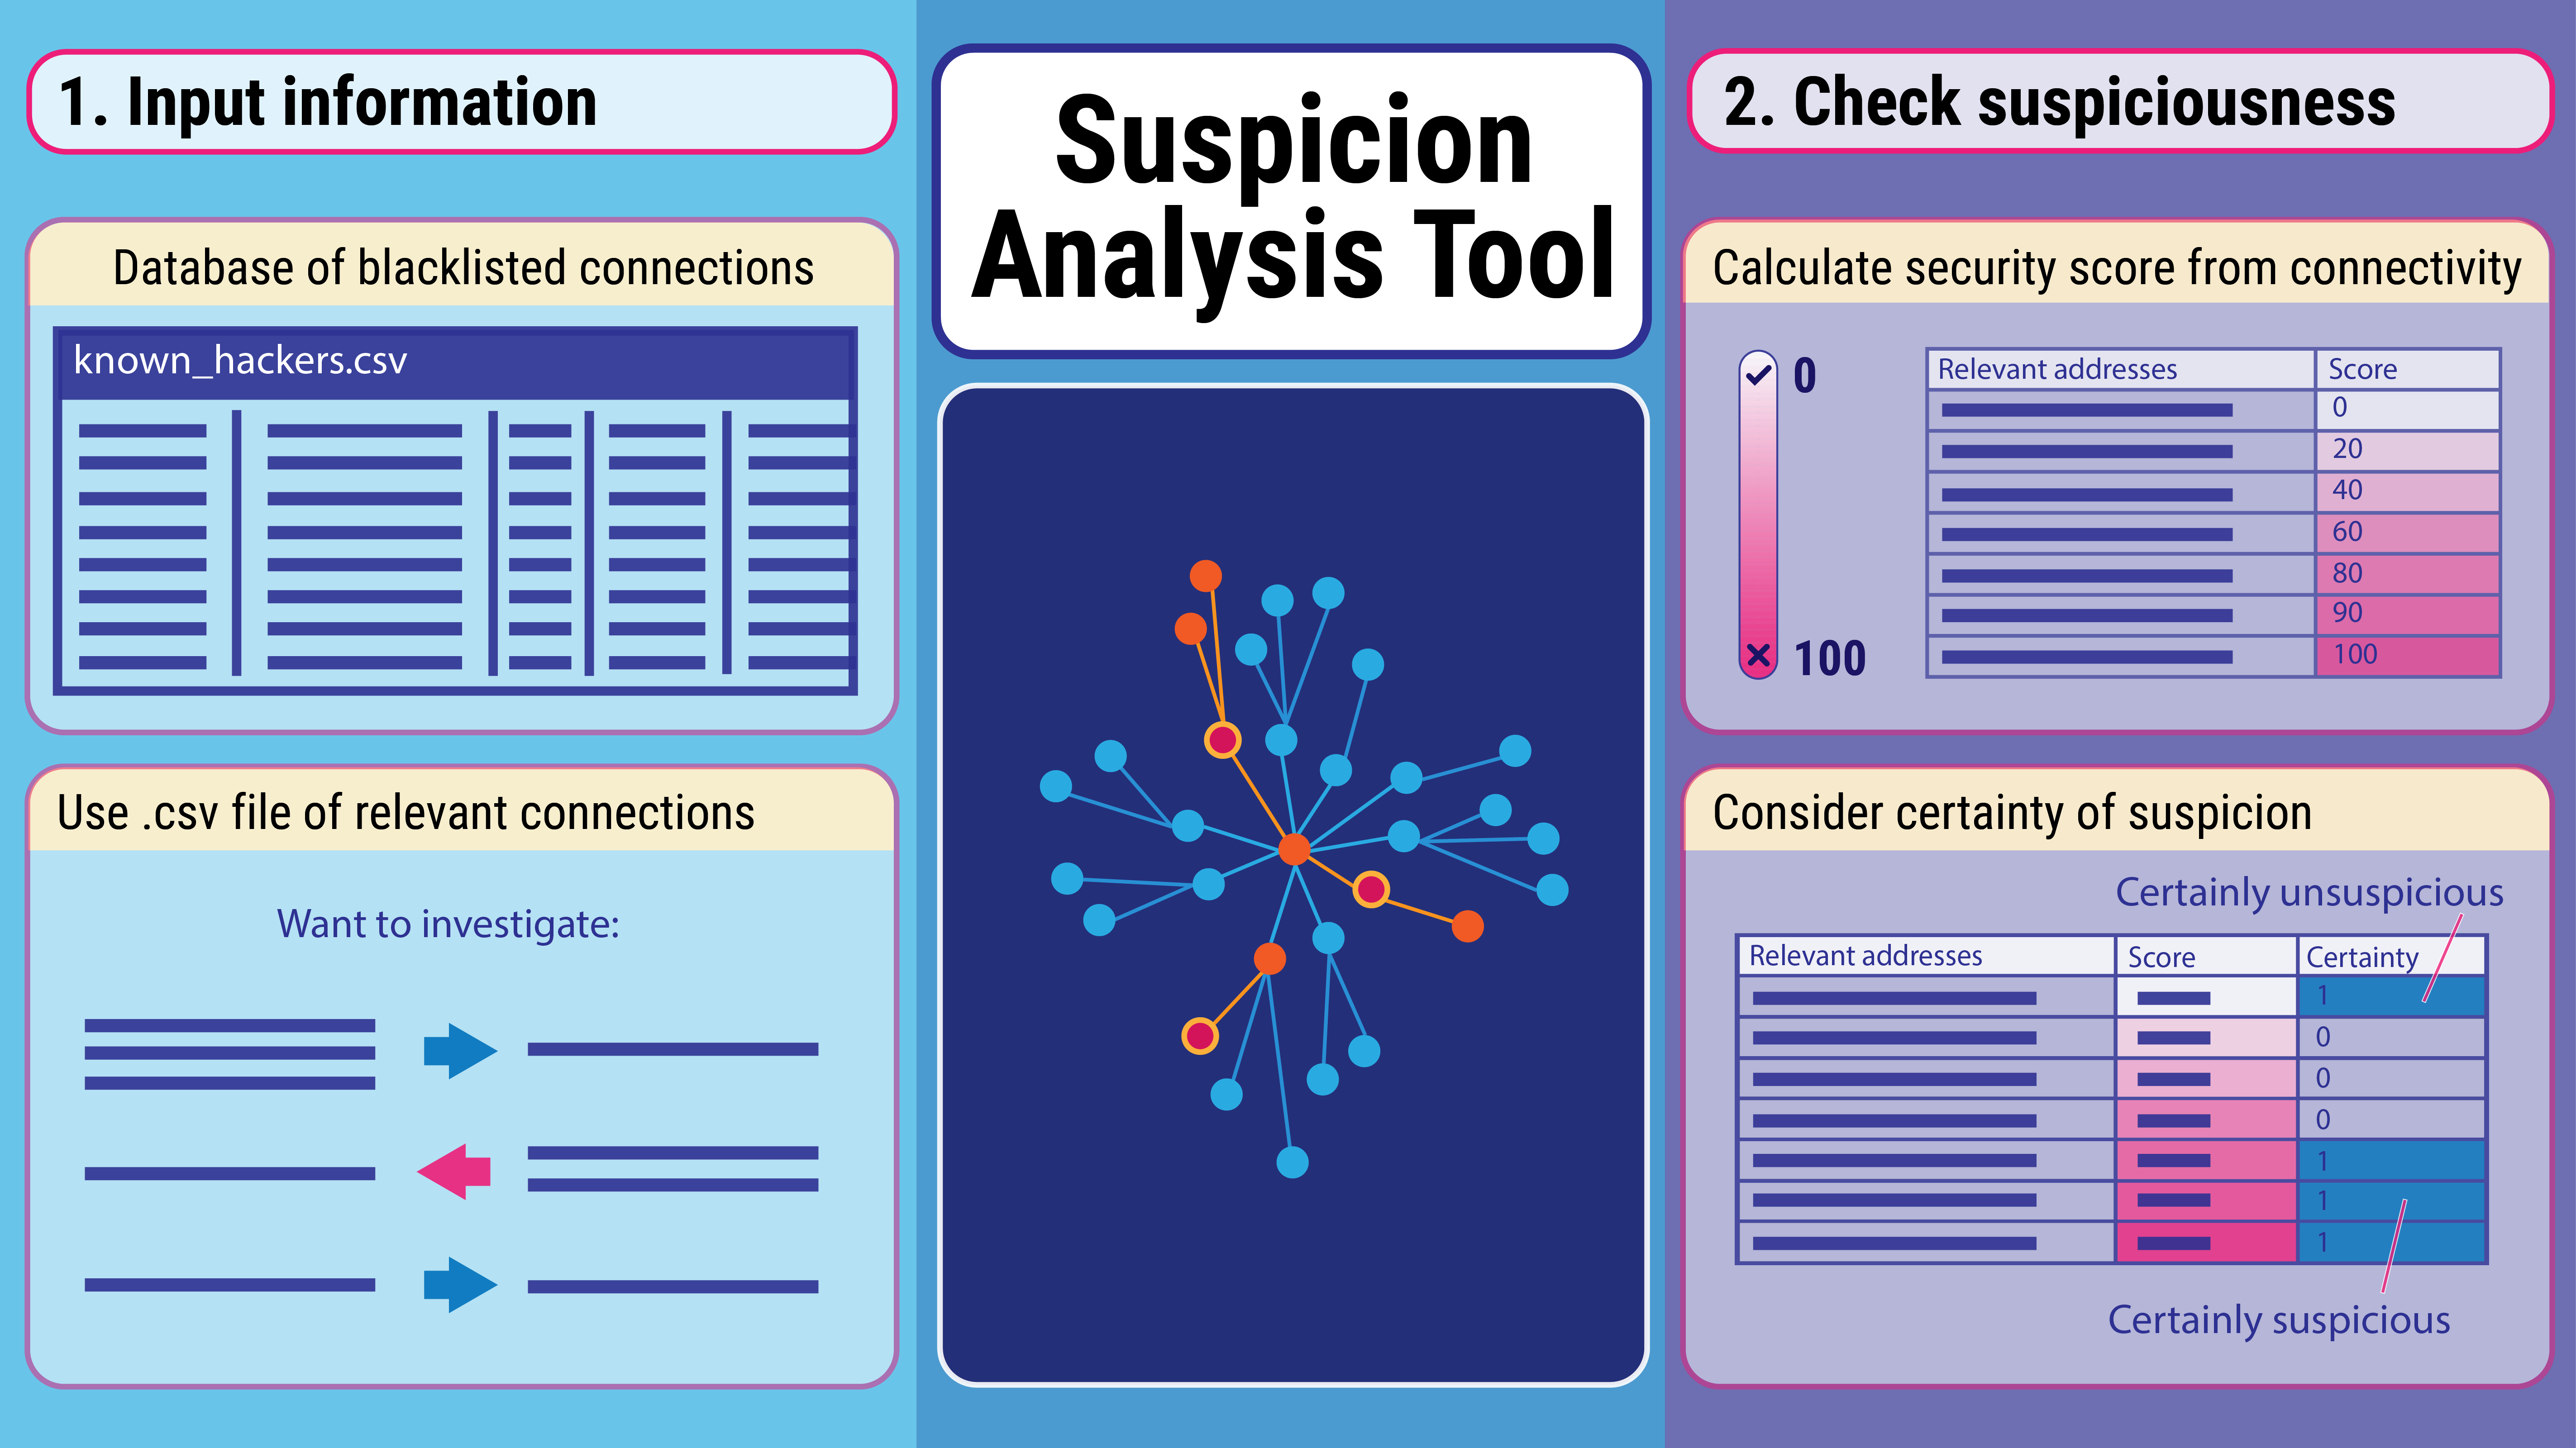 1. Input information
Database of blacklisted connections
known_hackers.csv
Use .csv file of relevant connections
Want to investigate:
Suspicion
Analysis Tool
2. Check suspiciousness
Calculate security score from connectivity
0
100
Relevant addresses Score
0
20
40
60
80
90
100
Consider certainty of suspicion
Certainly unsuspicious
Relevant addresses Score Certainty
1
0
0
0
1
1
1
Certainly suspicious